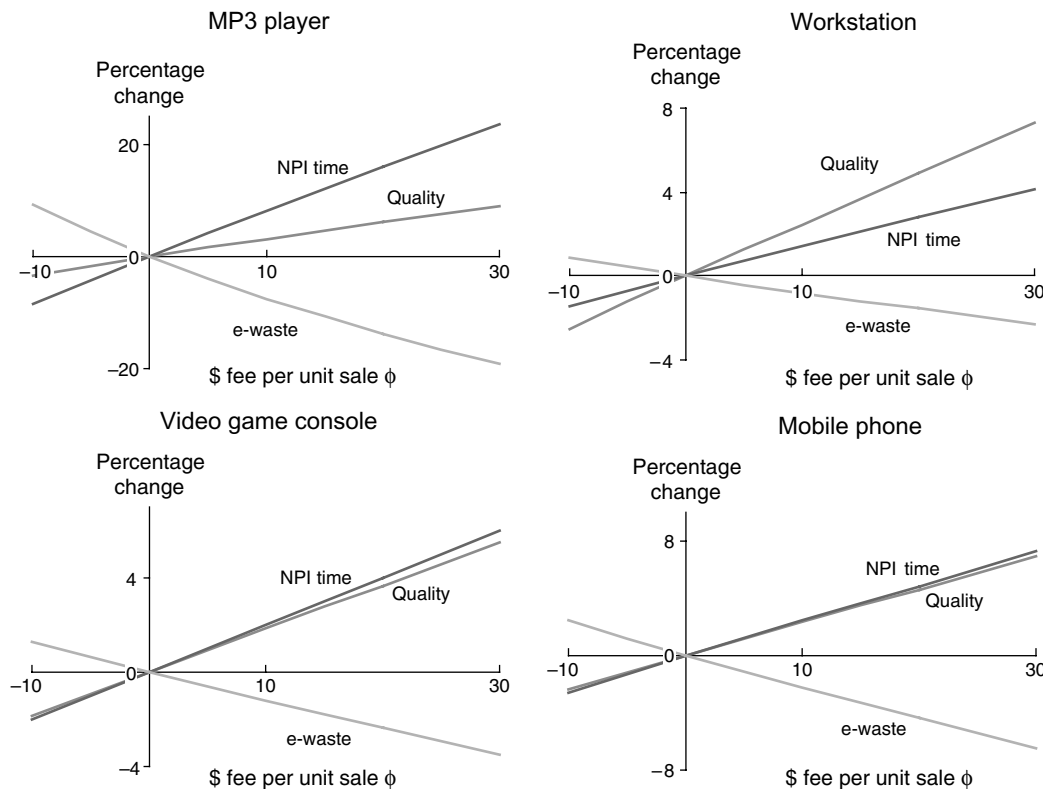 MP3 player
Percentage
change
20
NPI time
Quality
–10
0
10
30
e-waste
–20
$ fee per unit sale ϕ
Workstation
Percentage
change
8
Quality
4
NPI time
0
–10
10
30
e-waste
–4
$ fee per unit sale ϕ
Video game console
Percentage
change
4
NPI time
Quality
0
–10
10
30
e-waste
–4
$ fee per unit sale ϕ
Mobile phone
Percentage
change
8
NPI time
Quality
0
–10
10
30
e-waste
–8
$ fee per unit sale ϕ